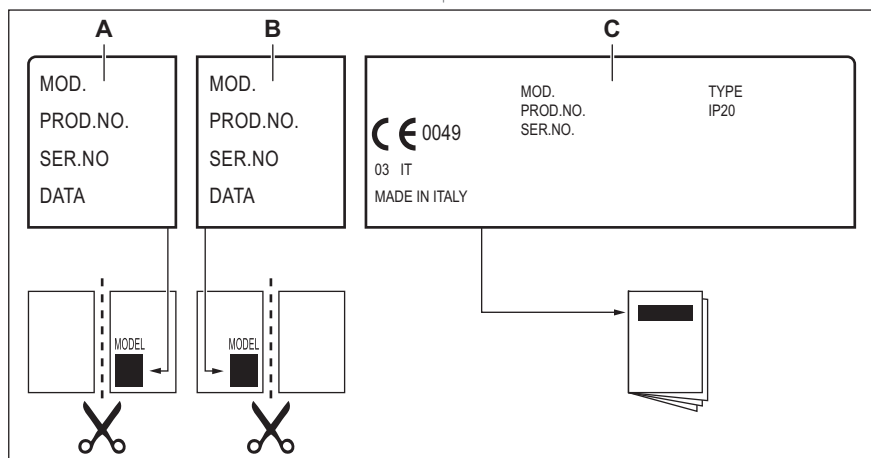 A
B
C
MOD.
PROD.NO.
SER.NO
DATA
MOD.
PROD.NO.
SER.NO
DATA
MOD.
TYPE
PROD.NO.
IP20
SER.NO.
CE 0049
03 IT
MADE IN ITALY
MODEL
MODEL